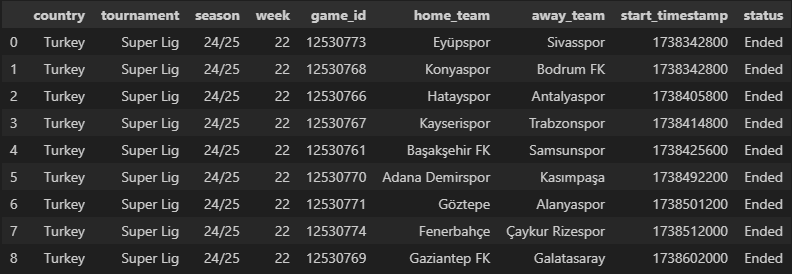 country tournament season week game_id home_team away_team start_timestamp status
0 Turkey Super Lig 24/25 22 12530773 Eyüpspor Sivasspor 1738342800 Ended
1 Turkey Super Lig 24/25 22 12530768 Konyaspor Bodrum FK 1738342800 Ended
2 Turkey Super Lig 24/25 22 12530766 Hatayspor Antalyaspor 1738405800 Ended
3 Turkey Super Lig 24/25 22 12530767 Kayserispor Trabzonspor 1738414800 Ended
4 Turkey Super Lig 24/25 22 12530761 Başakşehir FK Samsunspor 1738425600 Ended
5 Turkey Super Lig 24/25 22 12530770 Adana Demirspor Kasımpaşa 1738492200 Ended
6 Turkey Super Lig 24/25 22 12530771 Göztepe Alanyaspor 1738501200 Ended
7 Turkey Super Lig 24/25 22 12530774 Fenerbahçe Çaykur Rizespor 1738512000 Ended
8 Turkey Super Lig 24/25 22 12530769 Gaziantep FK Galatasaray 1738602000 Ended